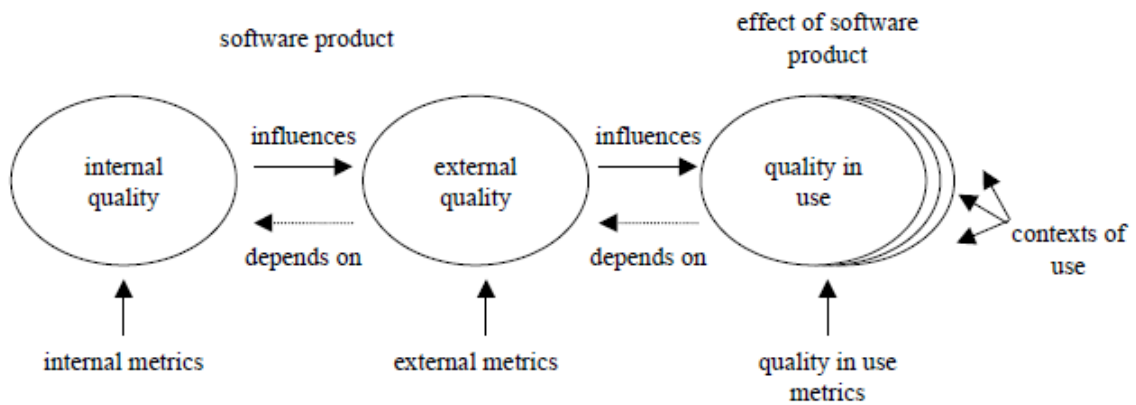 software product
effect of software
product
influences
influences
internal
quality
external
quality
quality in
use
depends on
depends on
contexts of
use
internal metrics
external metrics
quality in use
metrics